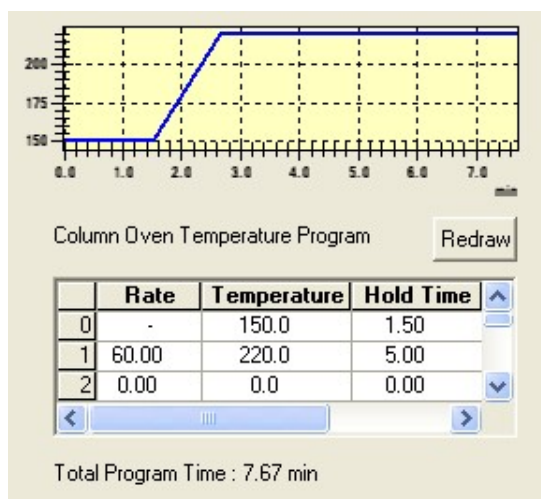 200
175
150
0.0 1.0 2.0 3.0 4.0 5.0 6.0 7.0
min
Column Oven Temperature Program Redraw
Rate Temperature Hold Time
0 - 150.0 1.50
1 60.00 220.0 5.00
2 0.00 0.0 0.00
Total Program Time : 7.67 min